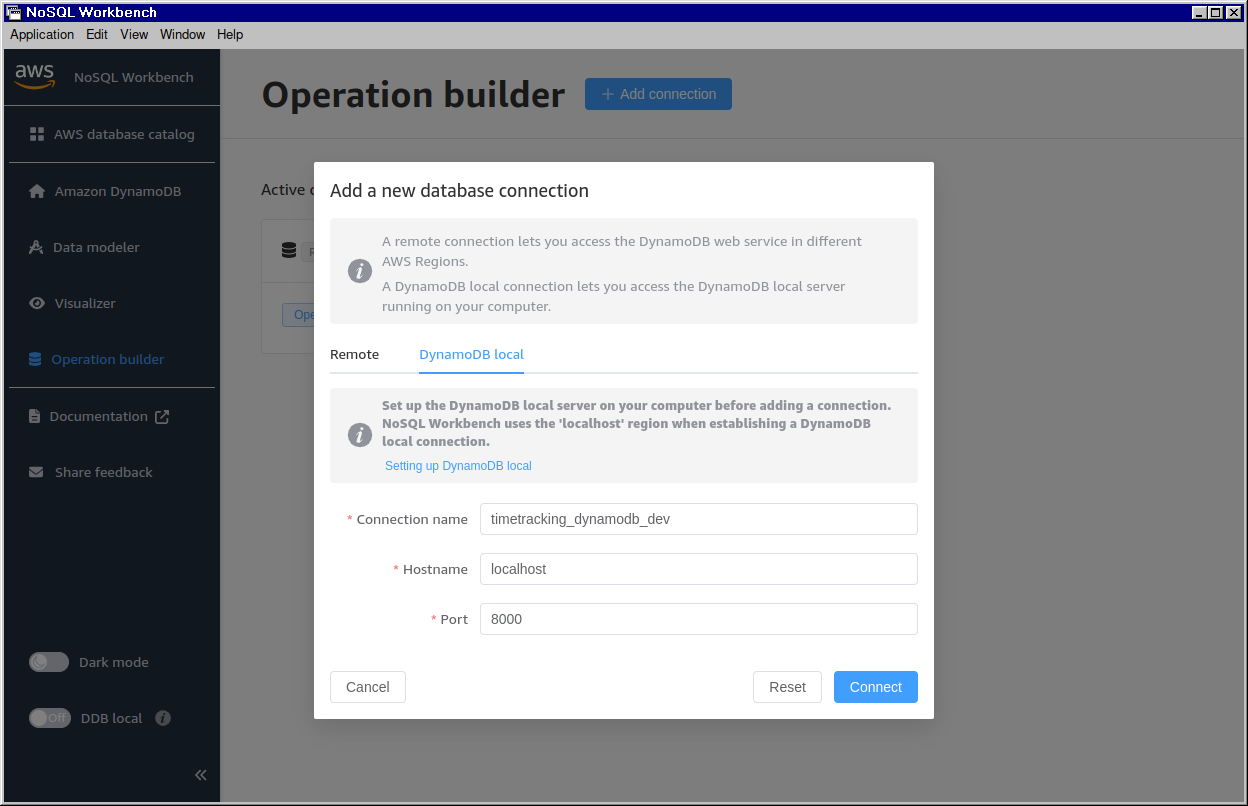 NoSQL Workbench
Application Edit View Window Help
aws NoSQL Workbench
AWS database catalog
Amazon DynamoDB
Data modeler
Visualizer
Operation builder
Documentation
Share feedback
Dark mode
Off DDB local
Operation builder
+ Add connection
Active
Ope
Add a new database connection
A remote connection lets you access the DynamoDB web service in different
AWS Regions.
A DynamoDB local connection lets you access the DynamoDB local server
running on your computer.
Remote DynamoDB local
Set up the DynamoDB local server on your computer before adding a connection.
NoSQL Workbench uses the 'localhost' region when establishing a DynamoDB
local connection.
Setting up DynamoDB local
* Connection name timetracking_dynamodb_dev
* Hostname localhost
* Port 8000
Cancel Reset Connect